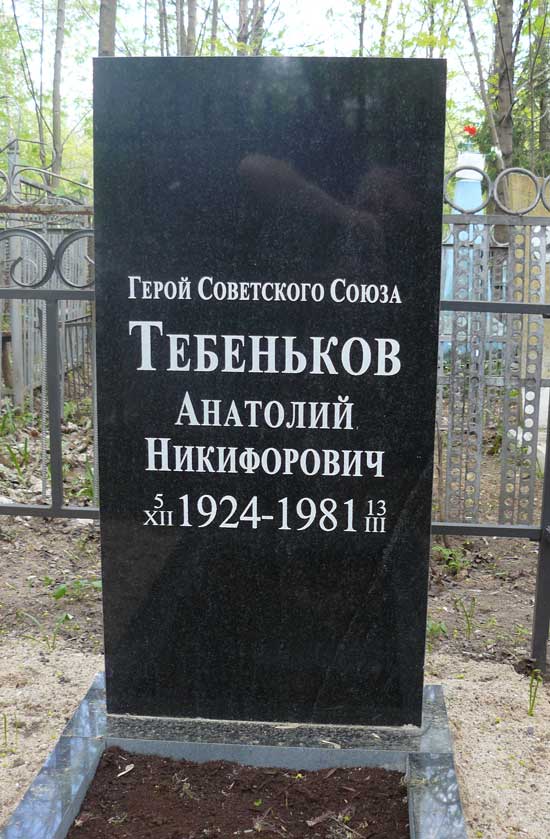 Герой Советского Союза
Тебеньков
Анатолий
Никифорович
5/XII 1924-1981 13/III